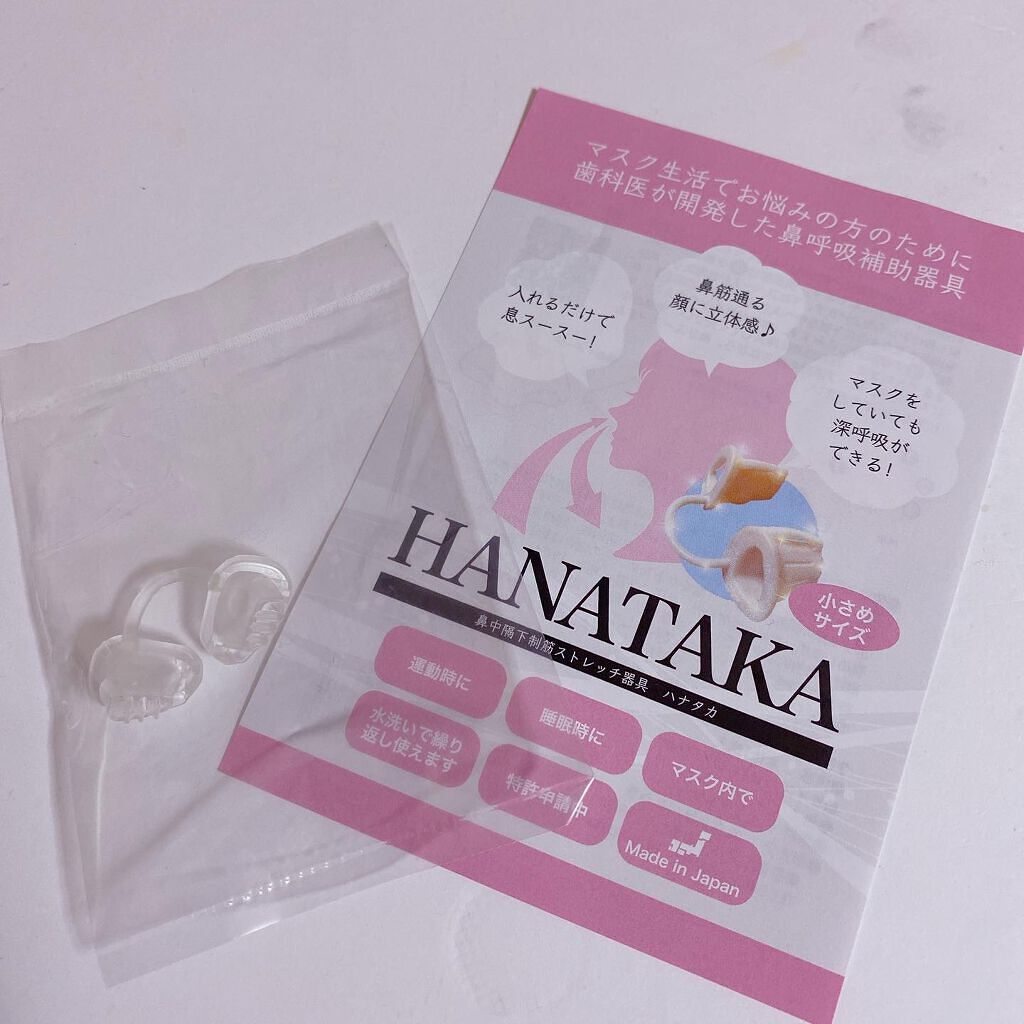 マスク生活でお悩みの方のために
歯科医が開発した鼻呼吸補助器具
入れるだけで
息スースー!
鼻筋通る
顔に立体感♪
マスクを
していても
深呼吸が
できる!
HANATAKA
小さめ
サイズ
鼻中隔下制筋ストレッチ器具 ハナタカ
運動時に
睡眠時に
マスク内で
水洗いで繰り
返し使えます
特許申請中
Made in Japan